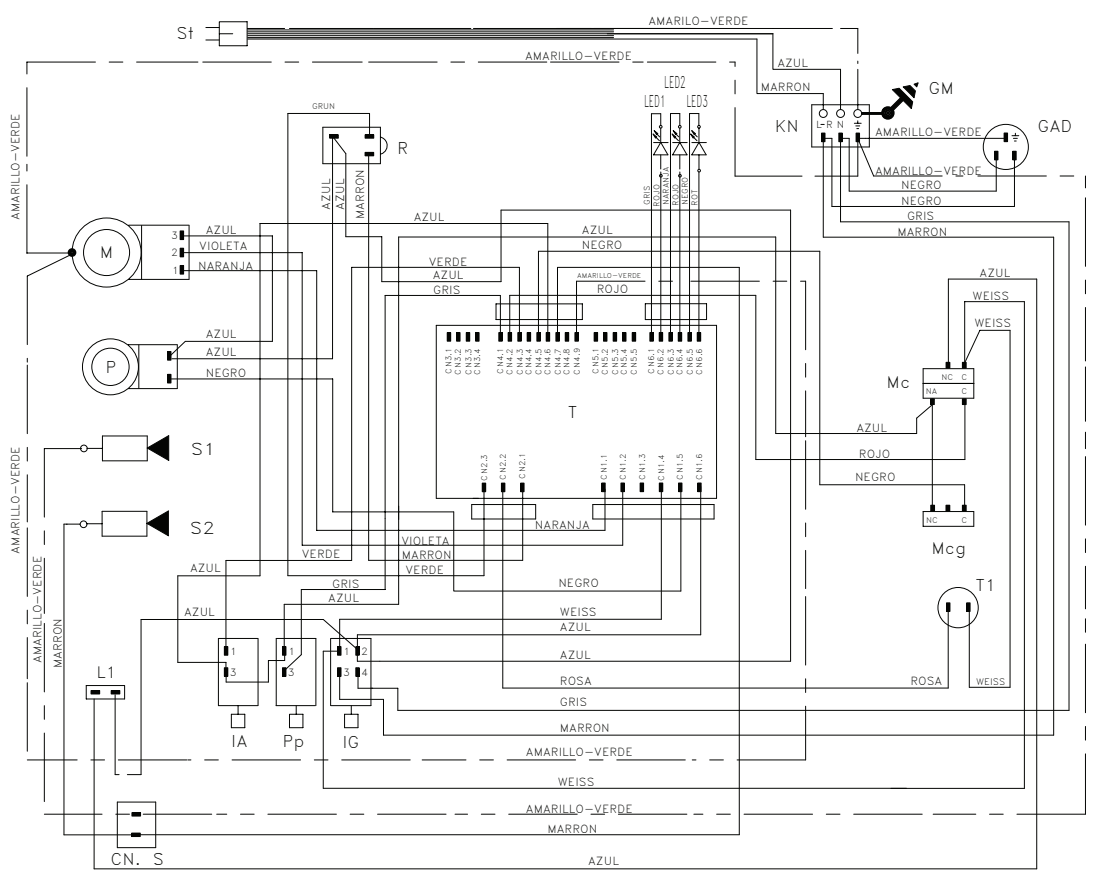 AMARILO-VERDE
St
AMARILLO-VERDE
AZUL
MARRON
LED2
LED1
LED3
GM
KN
L-R N
GAD
AMARILLO-VERDE
AMARILLO-VERDE
NEGRO
NEGRO
GRIS
MARRON
GRUN
R
AZUL
AZUL
MARRON
AMARILLO-VERDE
GRIS
ROJO
NARANJA
ROJO
NEGRO
ROT
M
3
2
1
AZUL
VIOLETA
NARANJA
AZUL
AZUL
NEGRO
VERDE
AZUL
GRIS
AMARILLO-VERDE
ROJO
AZUL
WEISS
WEISS
P
AZUL
AZUL
NEGRO
CN3.1
CN3.2
CN3.3
CN3.4
CN4.1
CN4.2
CN4.3
CN4.4
CN4.5
CN4.6
CN4.7
CN4.8
CN4.9
CN5.1
CN5.2
CN5.3
CN5.4
CN5.5
CN6.1
CN6.2
CN6.3
CN6.4
CN6.5
CN6.6
T
Mc
NC C
NA C
AZUL
ROJO
NEGRO
S1
S2
AMARILLO-VERDE
AMARILLO-VERDE
AMARILLO-VERDE
MARRON
CN2.3
CN2.2
CN2.1
CN1.1
CN1.2
CN1.3
CN1.4
CN1.5
CN1.6
NC C
Mcg
NARANJA
VIOLETA
VERDE
MARRON
AZUL
VERDE
GRIS
NEGRO
AZUL
AZUL
WEISS
AZUL
T1
1
3
1
3
1
2
3
4
AZUL
ROSA
ROSA
WEISS
L1
GRIS
IA
Pp
IG
MARRON
AMARILLO-VERDE
WEISS
AMARILLO-VERDE
MARRON
CN. S
AZUL